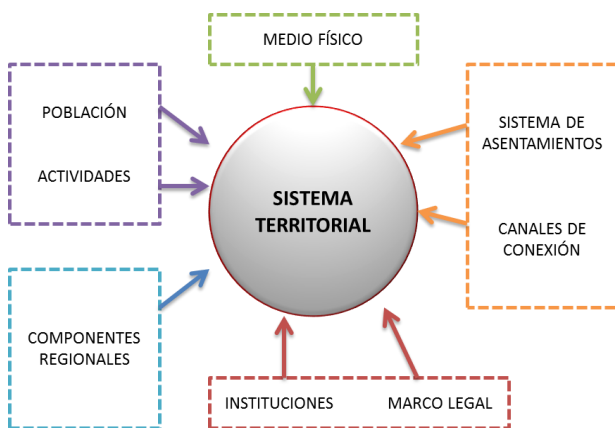 MEDIO FÍSICO
POBLACIÓN
ACTIVIDADES
SISTEMA DE
ASENTAMIENTOS
CANALES DE
CONEXIÓN
SISTEMA
TERRITORIAL
COMPONENTES
REGIONALES
INSTITUCIONES
MARCO LEGAL